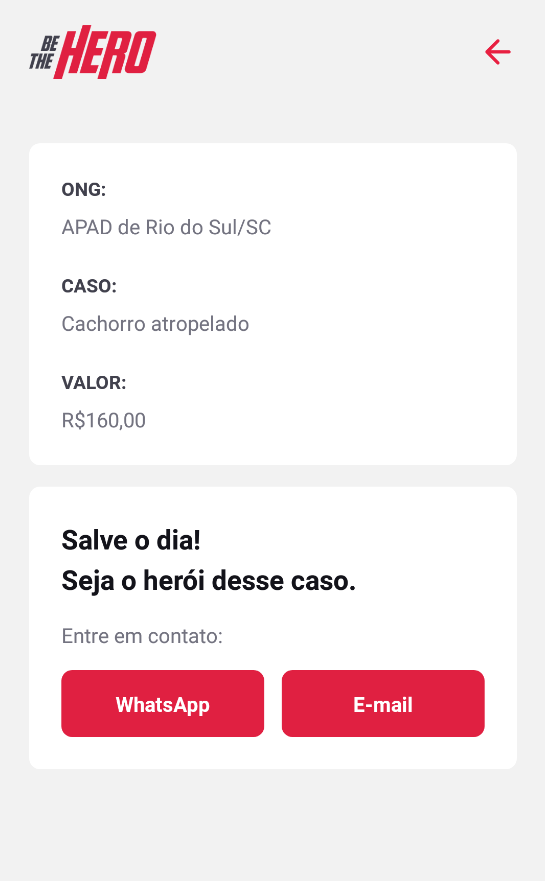 BE
THE HERO
ONG:
APAD de Rio do Sul/SC
CASO:
Cachorro atropelado
VALOR:
R$160,00
Salve o dia!
Seja o herói desse caso.
Entre em contato:
WhatsApp
E-mail